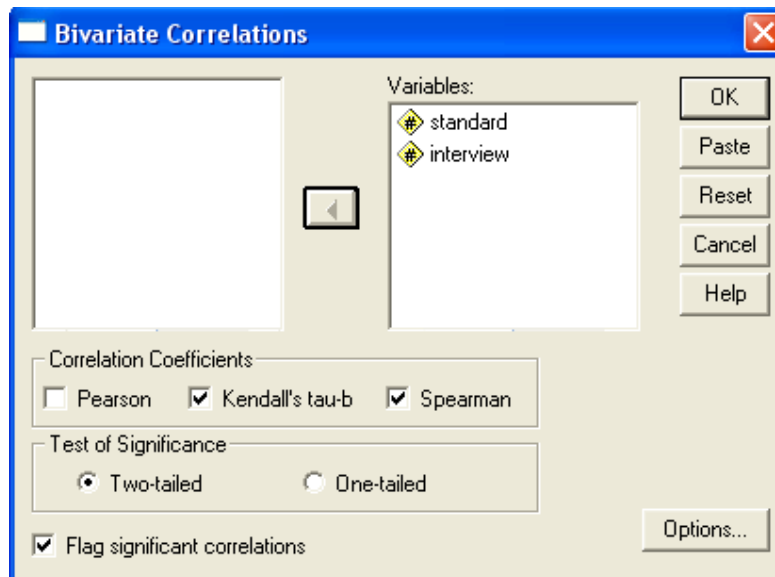 Bivariate Correlations
Variables:
# standard
# interview
OK
Paste
Reset
Cancel
Help
Correlation Coefficients
Pearson Kendall's tau-b Spearman
Test of Significance
Two-tailed One-tailed
Flag significant correlations
Options...